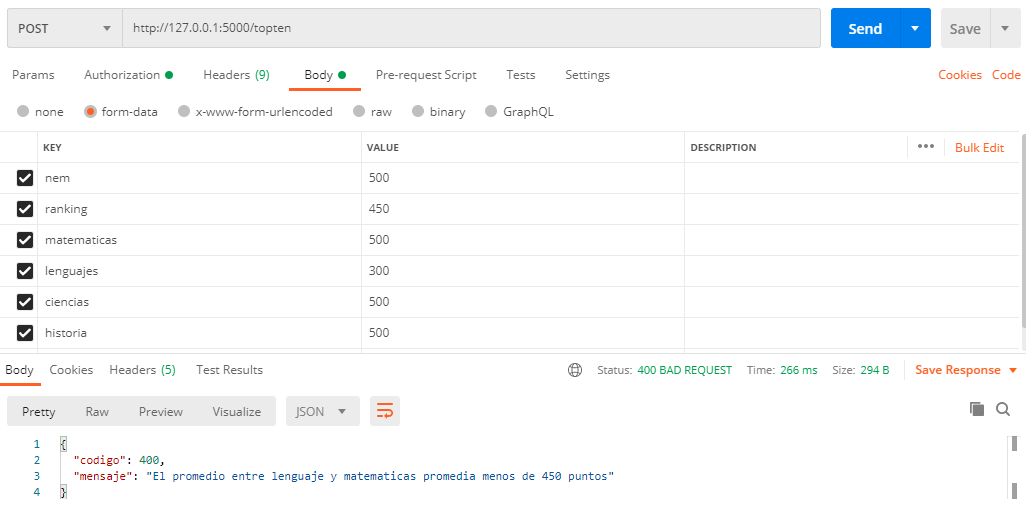 POST http://127.0.0.1:5000/topten Send Save
Params Authorization Headers (9) Body Pre-request Script Tests Settings Cookies Code
none form-data x-www-form-urlencoded raw binary GraphQL
KEY VALUE DESCRIPTION ••• Bulk Edit
nem 500
ranking 450
matematicas 500
lenguajes 300
ciencias 500
historia 500
Body Cookies Headers (5) Test Results Status: 400 BAD REQUEST Time: 266 ms Size: 294 B Save Response
Pretty Raw Preview Visualize JSON
1 {
2 "codigo": 400,
3 "mensaje": "El promedio entre lenguaje y matematicas promedia menos de 450 puntos"
4 }